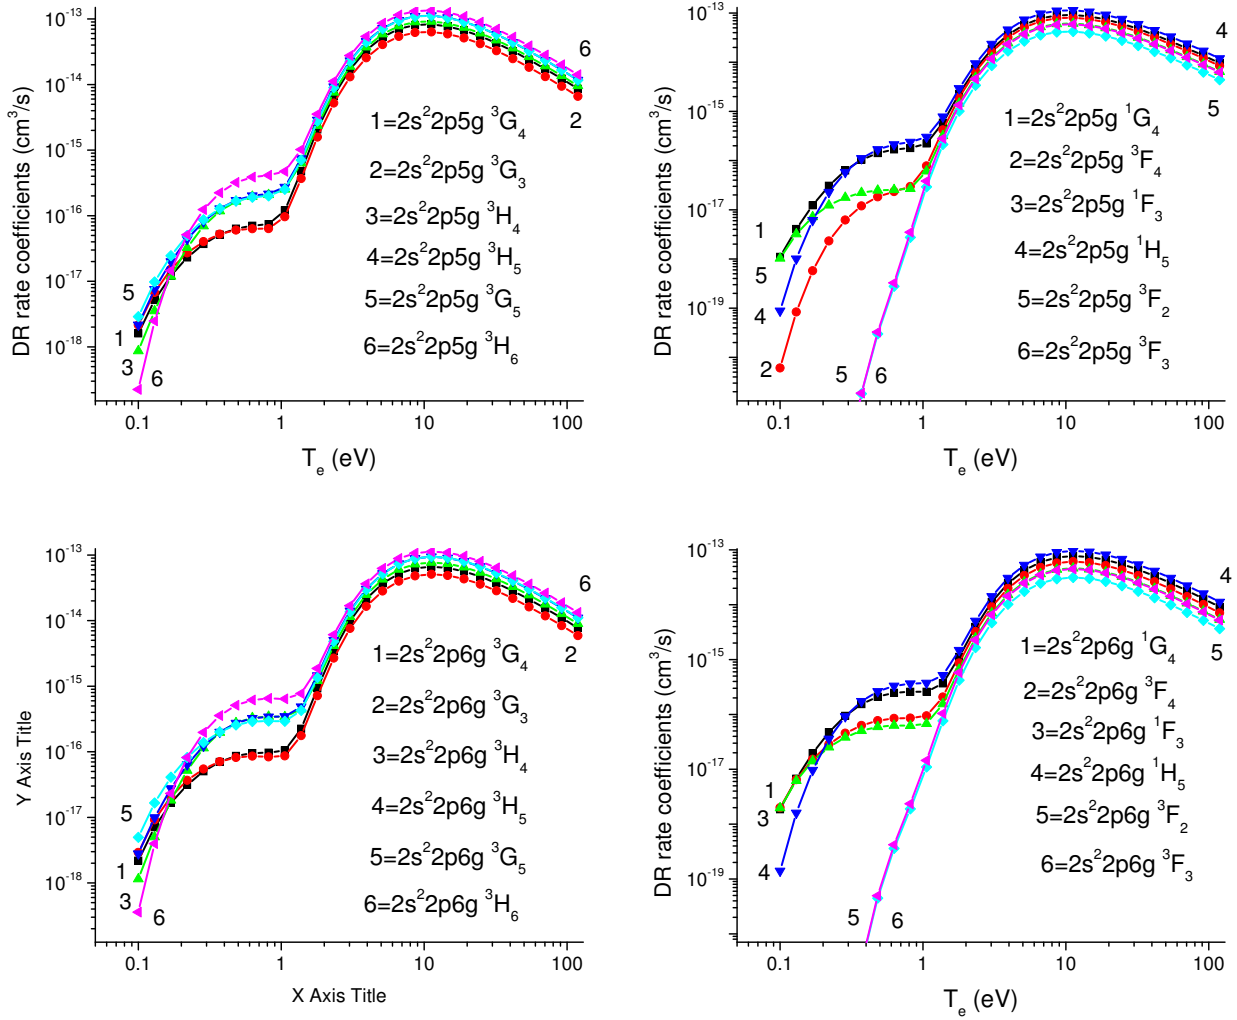 DR rate coefficients (cm³/s)
10⁻¹³
10⁻¹⁴
10⁻¹⁵
10⁻¹⁶
10⁻¹⁷
10⁻¹⁸
6
2
1=2s²2p5g ³G₄
2=2s²2p5g ³G₃
3=2s²2p5g ³H₄
4=2s²2p5g ³H₅
5=2s²2p5g ³G₅
6=2s²2p5g ³H₆
5
1
3
6
0.1 1 10 100
Tₑ (eV)
DR rate coefficients (cm³/s)
10⁻¹³
10⁻¹⁵
10⁻¹⁷
10⁻¹⁹
4
5
1=2s²2p5g ¹G₄
2=2s²2p5g ³F₄
3=2s²2p5g ¹F₃
4=2s²2p5g ¹H₅
5=2s²2p5g ³F₂
6=2s²2p5g ³F₃
1
5
4
2
5 6
0.1 1 10 100
Tₑ (eV)
Y Axis Title
10⁻¹³
10⁻¹⁴
10⁻¹⁵
10⁻¹⁶
10⁻¹⁷
10⁻¹⁸
6
2
1=2s²2p6g ³G₄
2=2s²2p6g ³G₃
3=2s²2p6g ³H₄
4=2s²2p6g ³H₅
5=2s²2p6g ³G₅
6=2s²2p6g ³H₆
5
1
3
6
0.1 1 10 100
X Axis Title
DR rate coefficients (cm³/s)
10⁻¹³
10⁻¹⁵
10⁻¹⁷
10⁻¹⁹
4
5
1=2s²2p6g ¹G₄
2=2s²2p6g ³F₄
3=2s²2p6g ¹F₃
4=2s²2p6g ¹H₅
5=2s²2p6g ³F₂
6=2s²2p6g ³F₃
1
3
4
5 6
0.1 1 10 100
Tₑ (eV)